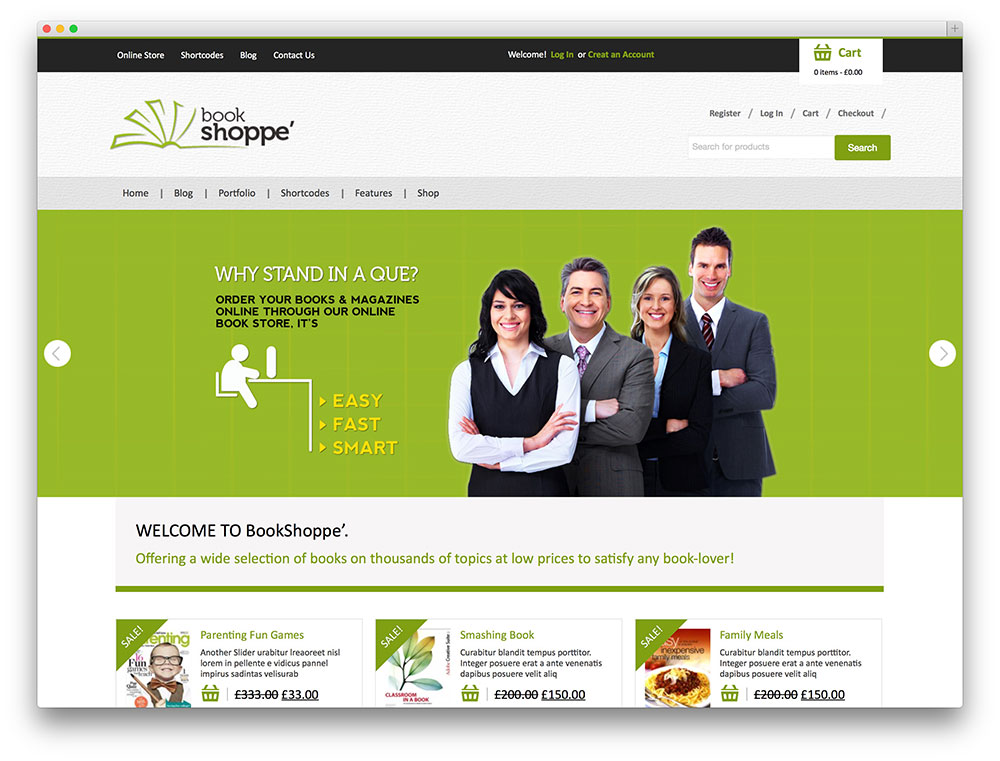 Online Store Shortcodes Blog Contact Us
Welcome! Log In or Creat an Account
Cart
0 items - £0.00
book
shoppe'
Register / Log In / Cart / Checkout /
Search for products
Search
Home | Blog | Portfolio | Shortcodes | Features | Shop
WHY STAND IN A QUE?
ORDER YOUR BOOKS & MAGAZINES
ONLINE THROUGH OUR ONLINE
BOOK STORE, IT'S
EASY
FAST
SMART
WELCOME TO BookShoppe’.
Offering a wide selection of books on thousands of topics at low prices to satisfy any book-lover!
SALE!
Parenting Fun Games
Another Slider urabitur lreaoreet nisl
lorem in pellente e vidicus pannel
impirus sadintas velisurab
£333.00 £33.00
SALE!
CLASSROOM
IN A BOOK
Smashing Book
Curabitur blandit tempus porttitor.
Integer posuere erat a ante venenatis
dapibus posuere velit aliq
£200.00 £150.00
SALE!
inexpensive
family meals
Family Meals
Curabitur blandit tempus porttitor.
Integer posuere erat a ante venenatis
dapibus posuere velit aliq
£200.00 £150.00